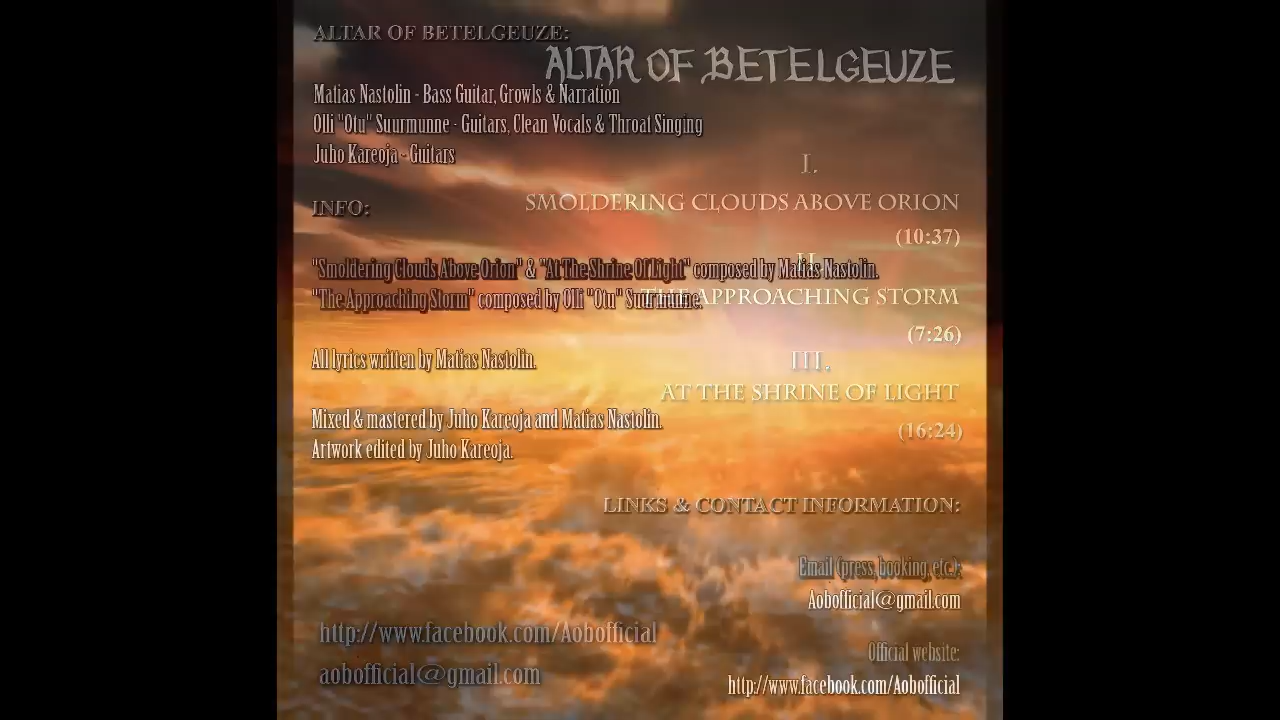 ALTAR OF BETELGEUZE:
ALTAR OF BETELGEUZE
Matias Nastolin - Bass Guitar, Growls & Narration
Olli "Otu" Suurmunne - Guitars, Clean Vocals & Throat Singing
Juho Kareoja - Guitars
I.
SMOLDERING CLOUDS ABOVE ORION
(10:37)
INFO:
II.
"Smoldering Clouds Above Orion" & "At The Shrine Of Light" composed by Matias Nastolin.
"The Approaching Storm" composed by Olli "Otu" Suurmunne.
THE APPROACHING STORM
(7:26)
All lyrics written by Matias Nastolin.
III.
AT THE SHRINE OF LIGHT
(16:24)
Mixed & mastered by Juho Kareoja and Matias Nastolin.
Artwork edited by Juho Kareoja.
LINKS & CONTACT INFORMATION:
Email (press, booking, etc.):
Aobofficial@gmail.com
Official website:
http://www.facebook.com/Aobofficial
http://www.facebook.com/Aobofficial
aobofficial@gmail.com